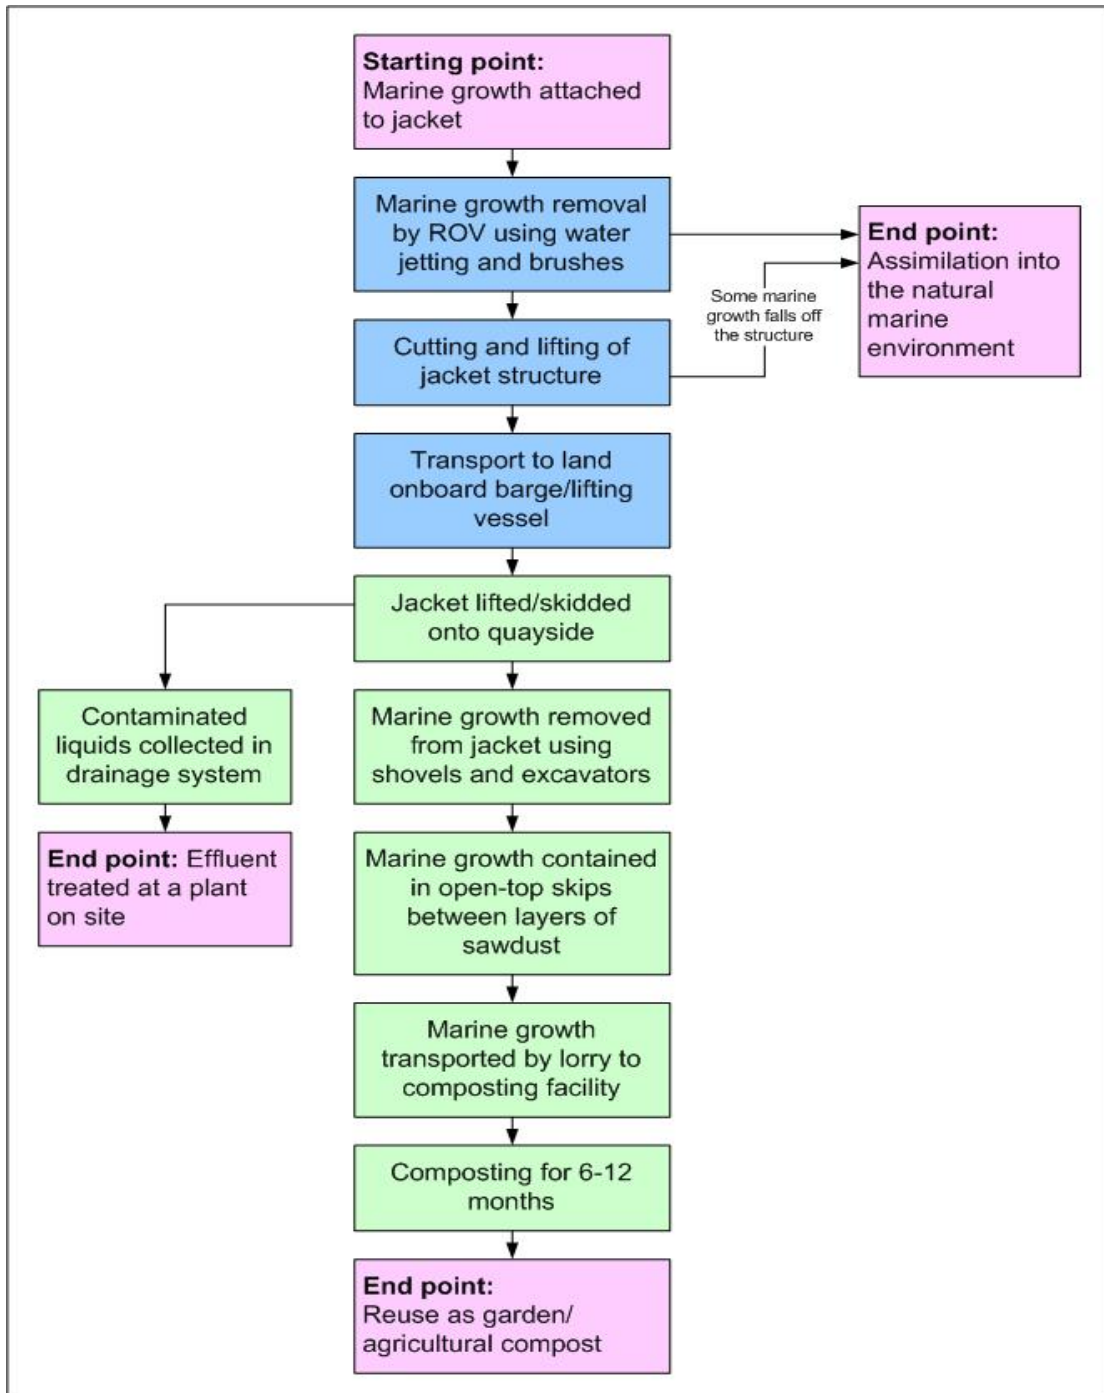 Starting point:
Marine growth attached
to jacket
Marine growth removal
by ROV using water
jetting and brushes
End point:
Assimilation into
the natural
marine
environment
Some marine
growth falls off
the structure
Cutting and lifting of
jacket structure
Transport to land
onboard barge/lifting
vessel
Jacket lifted/skidded
onto quayside
Contaminated
liquids collected in
drainage system
End point: Effluent
treated at a plant
on site
Marine growth removed
from jacket using
shovels and excavators
Marine growth contained
in open-top skips
between layers of
sawdust
Marine growth
transported by lorry to
composting facility
Composting for 6-12
months
End point:
Reuse as garden/
agricultural compost